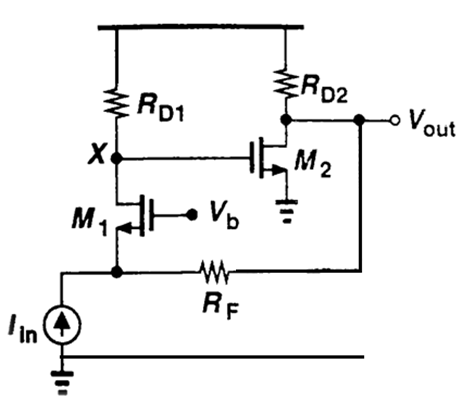 R_D1
R_D2
V_out
X
M_2
M_1
V_b
R_F
I_in